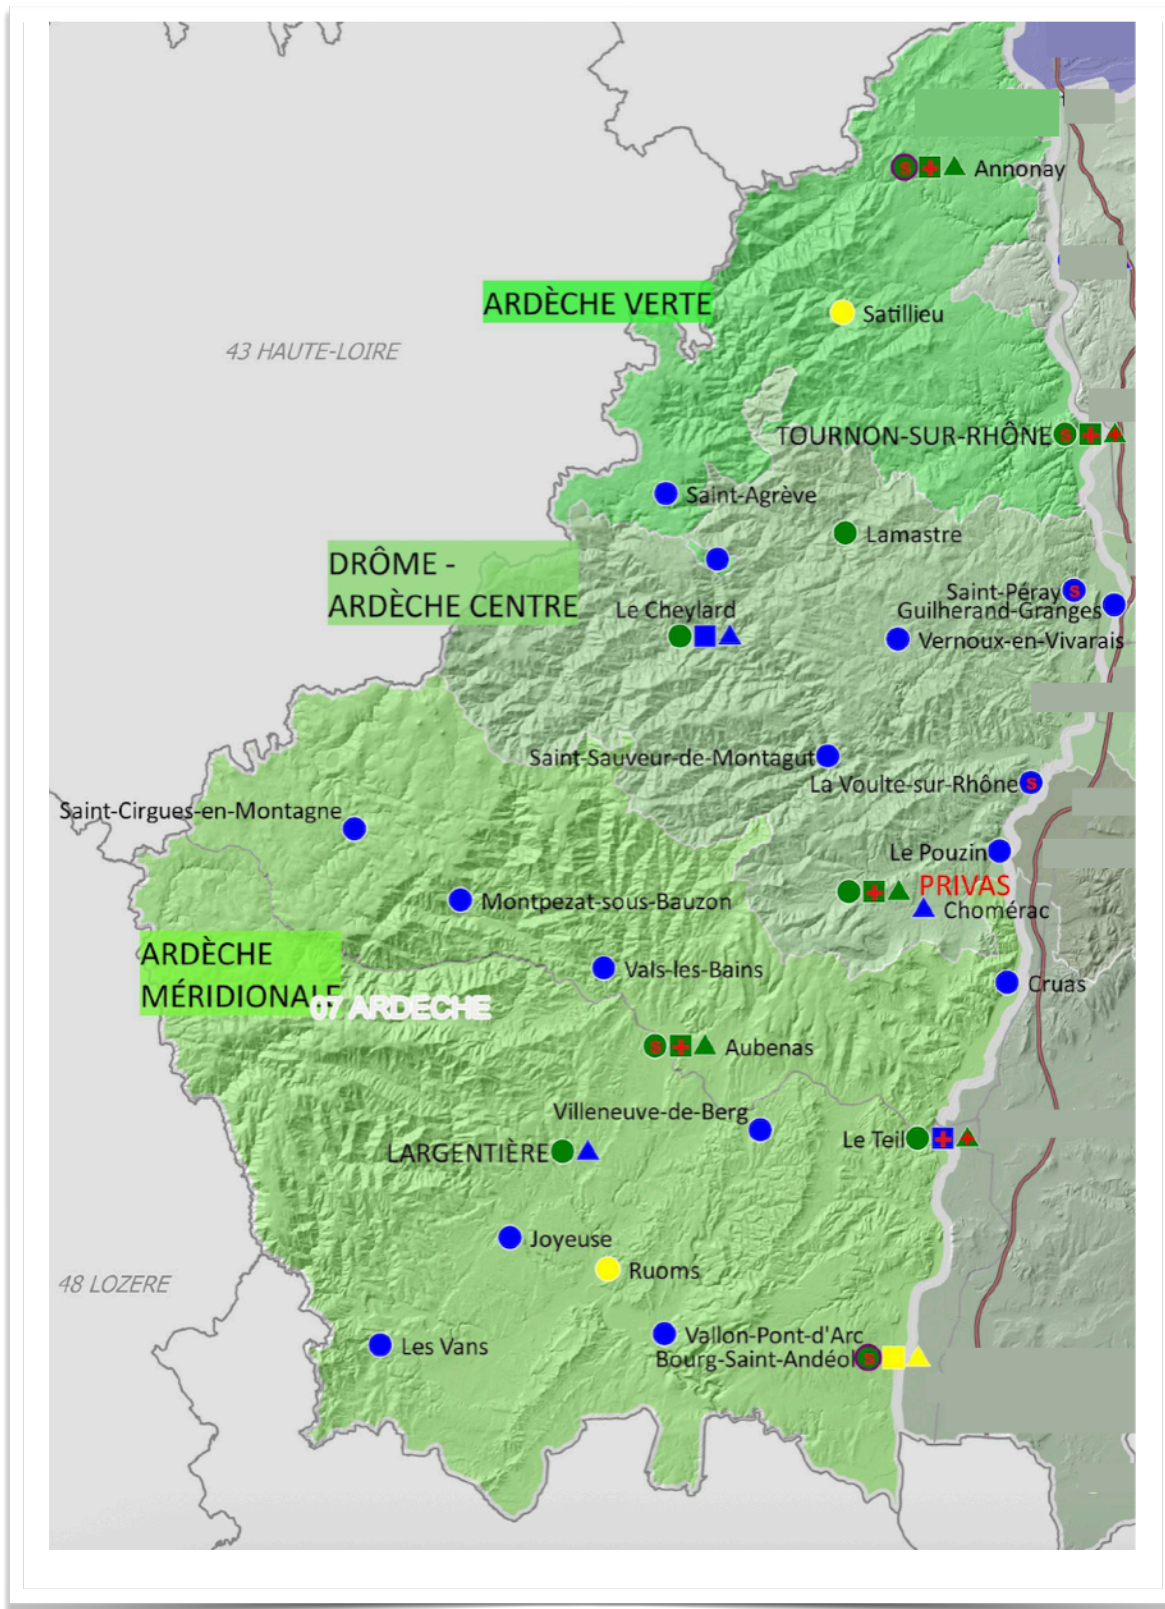 s
Annonay
ARDÈCHE VERTE
Satillieu
43 HAUTE-LOIRE
TOURNON-SUR-RHÔNE
s
Saint-Agrève
Lamastre
DRÔME -
ARDÈCHE CENTRE
Saint-Péray
s
Le Cheylard
Guilherand-Granges
Vernoux-en-Vivarais
Saint-Sauveur-de-Montagut
La Voulte-sur-Rhône
s
Saint-Cirgues-en-Montagne
Le Pouzin
PRIVAS
Montpezat-sous-Bauzon
Chomérac
ARDÈCHE
MÉRIDIONALE
Vals-les-Bains
Cruas
07 ARDECHE
s
Aubenas
Villeneuve-de-Berg
Le Teil
LARGENTIÈRE
Joyeuse
Ruoms
48 LOZERE
Vallon-Pont-d'Arc
Les Vans
Bourg-Saint-Andéol
s